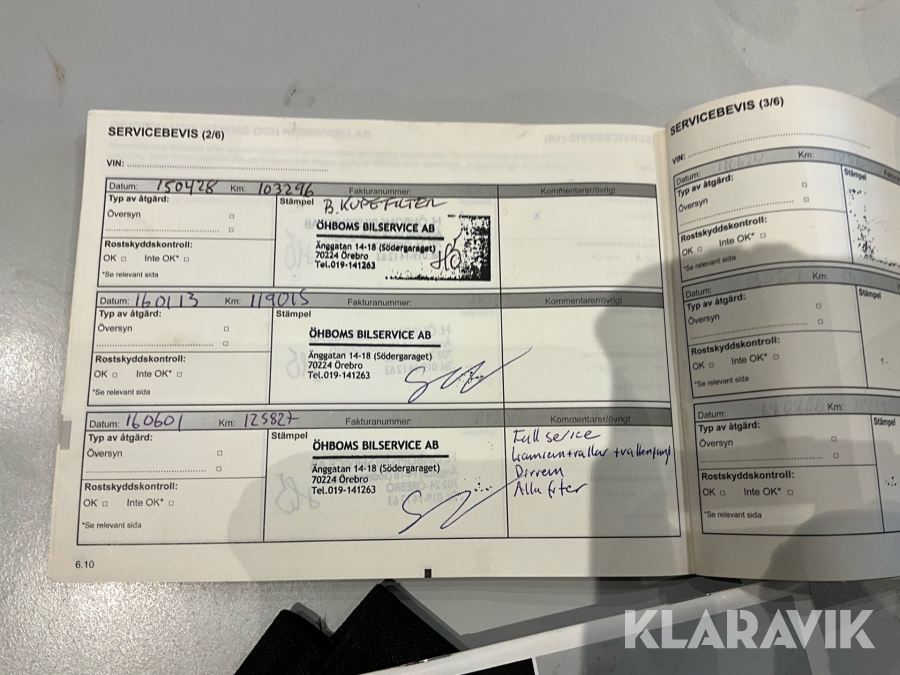 SERVICEBEVIS (2/6)
VIN:
Datum: 150428 Km: 103296 Fakturanummer: Kommentarer/övrigt
Typ av åtgärd:
Översyn
Rostskyddskontroll:
OK Inte OK*
*Se relevant sida
Stämpel B. KUPEFILTER
ÖHBOMS BILSERVICE AB
Änggatan 14-18 (Södergaraget)
70224 Örebro
Tel.019-141263
Datum: 160113 Km: 119015 Fakturanummer: Kommentarer/övrigt
Typ av åtgärd:
Översyn
Rostskyddskontroll:
OK Inte OK*
*Se relevant sida
Stämpel
ÖHBOMS BILSERVICE AB
Änggatan 14-18 (Södergaraget)
70224 Örebro
Tel.019-141263
Datum: 160601 Km: 125827 Fakturanummer: Kommentarer/övrigt
Typ av åtgärd:
Översyn
Rostskyddskontroll:
OK Inte OK*
*Se relevant sida
Stämpel
ÖHBOMS BILSERVICE AB
Änggatan 14-18 (Södergaraget)
70224 Örebro
Tel.019-141263
Full service
Drivrem
Alla filter
6.10
SERVICEBEVIS (3/6)
VIN:
Datum: Km:
Typ av åtgärd:
Översyn
Rostskyddskontroll:
OK Inte OK*
*Se relevant sida
Stämpel
Datum: Km:
Typ av åtgärd:
Översyn
Rostskyddskontroll:
OK Inte OK*
*Se relevant sida
Stämpel
Datum: Km:
Typ av åtgärd:
Översyn
Rostskyddskontroll:
OK Inte OK*
*Se relevant sida
Stämpel
KLARAVIK